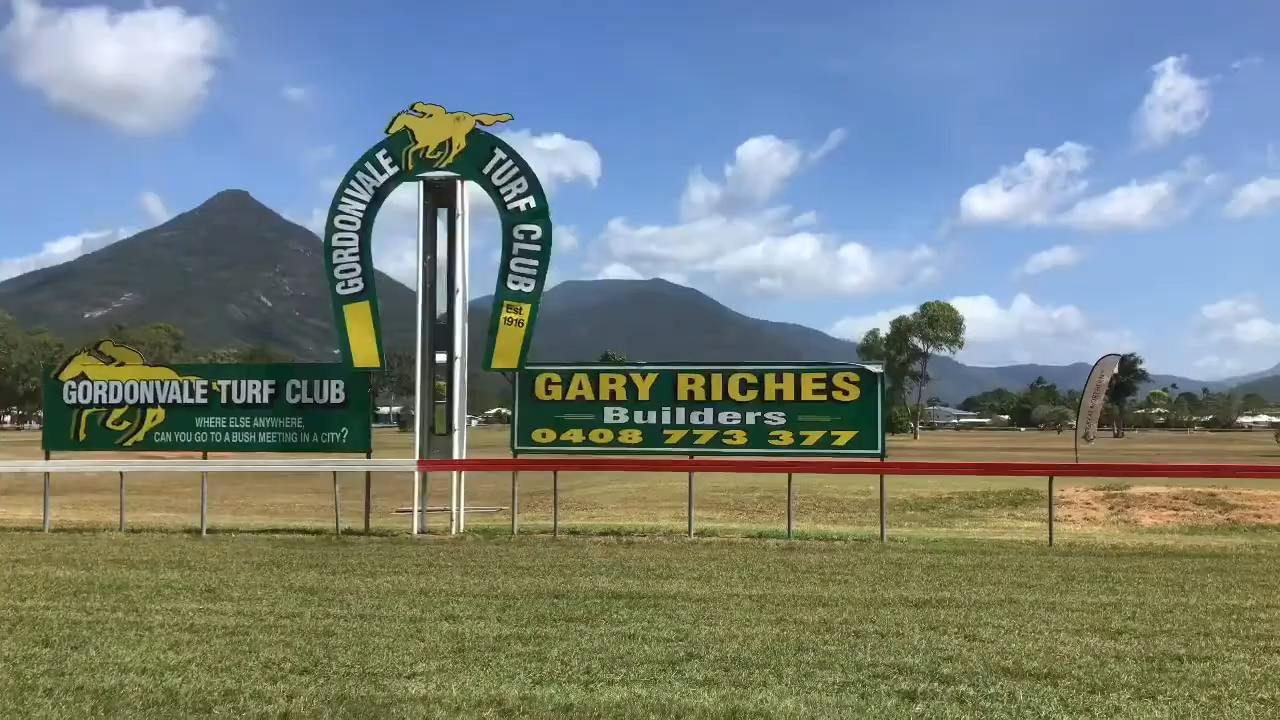 GORDONVALE TURF CLUB
Est.
1916
GORDONVALE TURF CLUB
WHERE ELSE ANYWHERE,
CAN YOU GO TO A BUSH MEETING IN A CITY?
GARY RICHES
Builders
0408 773 377